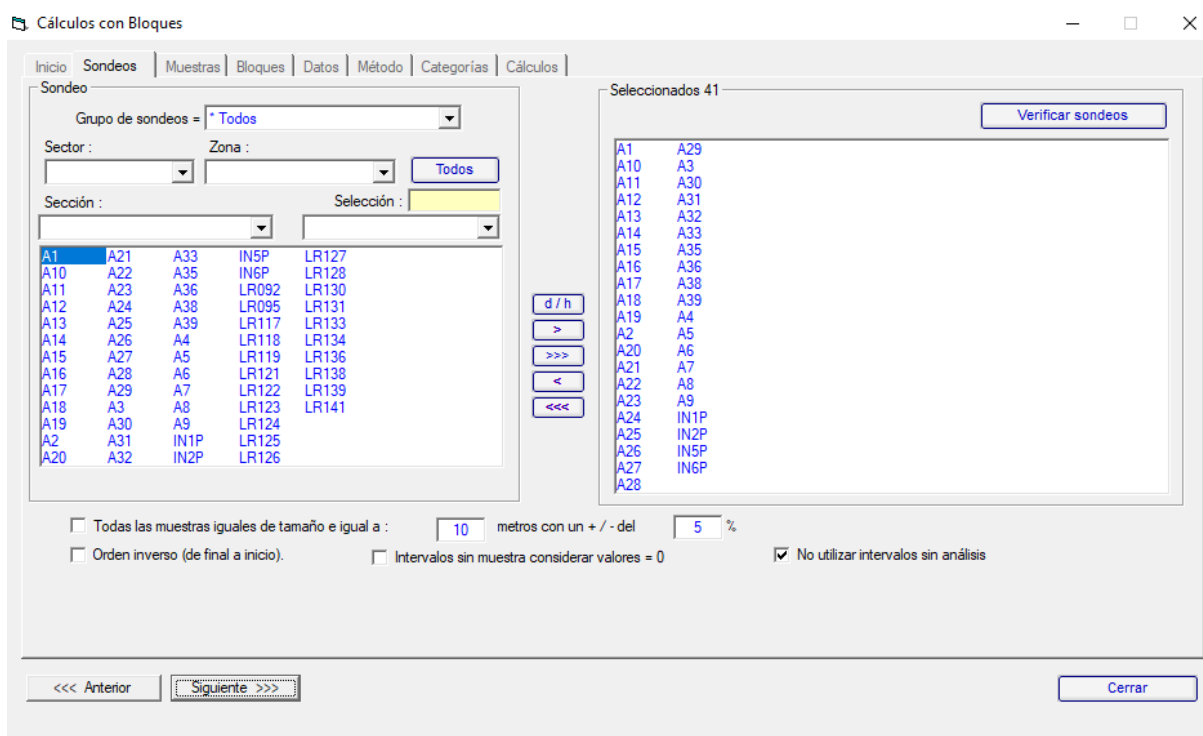 Cálculos con Bloques
Inicio Sondeos Muestras Bloques Datos Método Categorías Cálculos
Sondeo
Grupo de sondeos = * Todos
Sector : Zona :
Todos
Sección : Selección :
A1 A21 A33 IN5P LR127
A10 A22 A35 IN6P LR128
A11 A23 A36 LR092 LR130
A12 A24 A38 LR095 LR131
A13 A25 A39 LR117 LR133
A14 A26 A4 LR118 LR134
A15 A27 A5 LR119 LR136
A16 A28 A6 LR121 LR138
A17 A29 A7 LR122 LR139
A18 A3 A8 LR123 LR141
A19 A30 A9 LR124
A2 A31 IN1P LR125
A20 A32 IN2P LR126
d / h
>
>>>
<
<<<
Seleccionados 41
Verificar sondeos
A1 A29
A10 A3
A11 A30
A12 A31
A13 A32
A14 A33
A15 A35
A16 A36
A17 A38
A18 A39
A19 A4
A2 A5
A20 A6
A21 A7
A22 A8
A23 A9
A24 IN1P
A25 IN2P
A26 IN5P
A27 IN6P
A28
Todas las muestras iguales de tamaño e igual a : 10 metros con un + / - del 5 %
Orden inverso (de final a inicio). Intervalos sin muestra considerar valores = 0 No utilizar intervalos sin análisis
<<< Anterior Siguiente >>> Cerrar